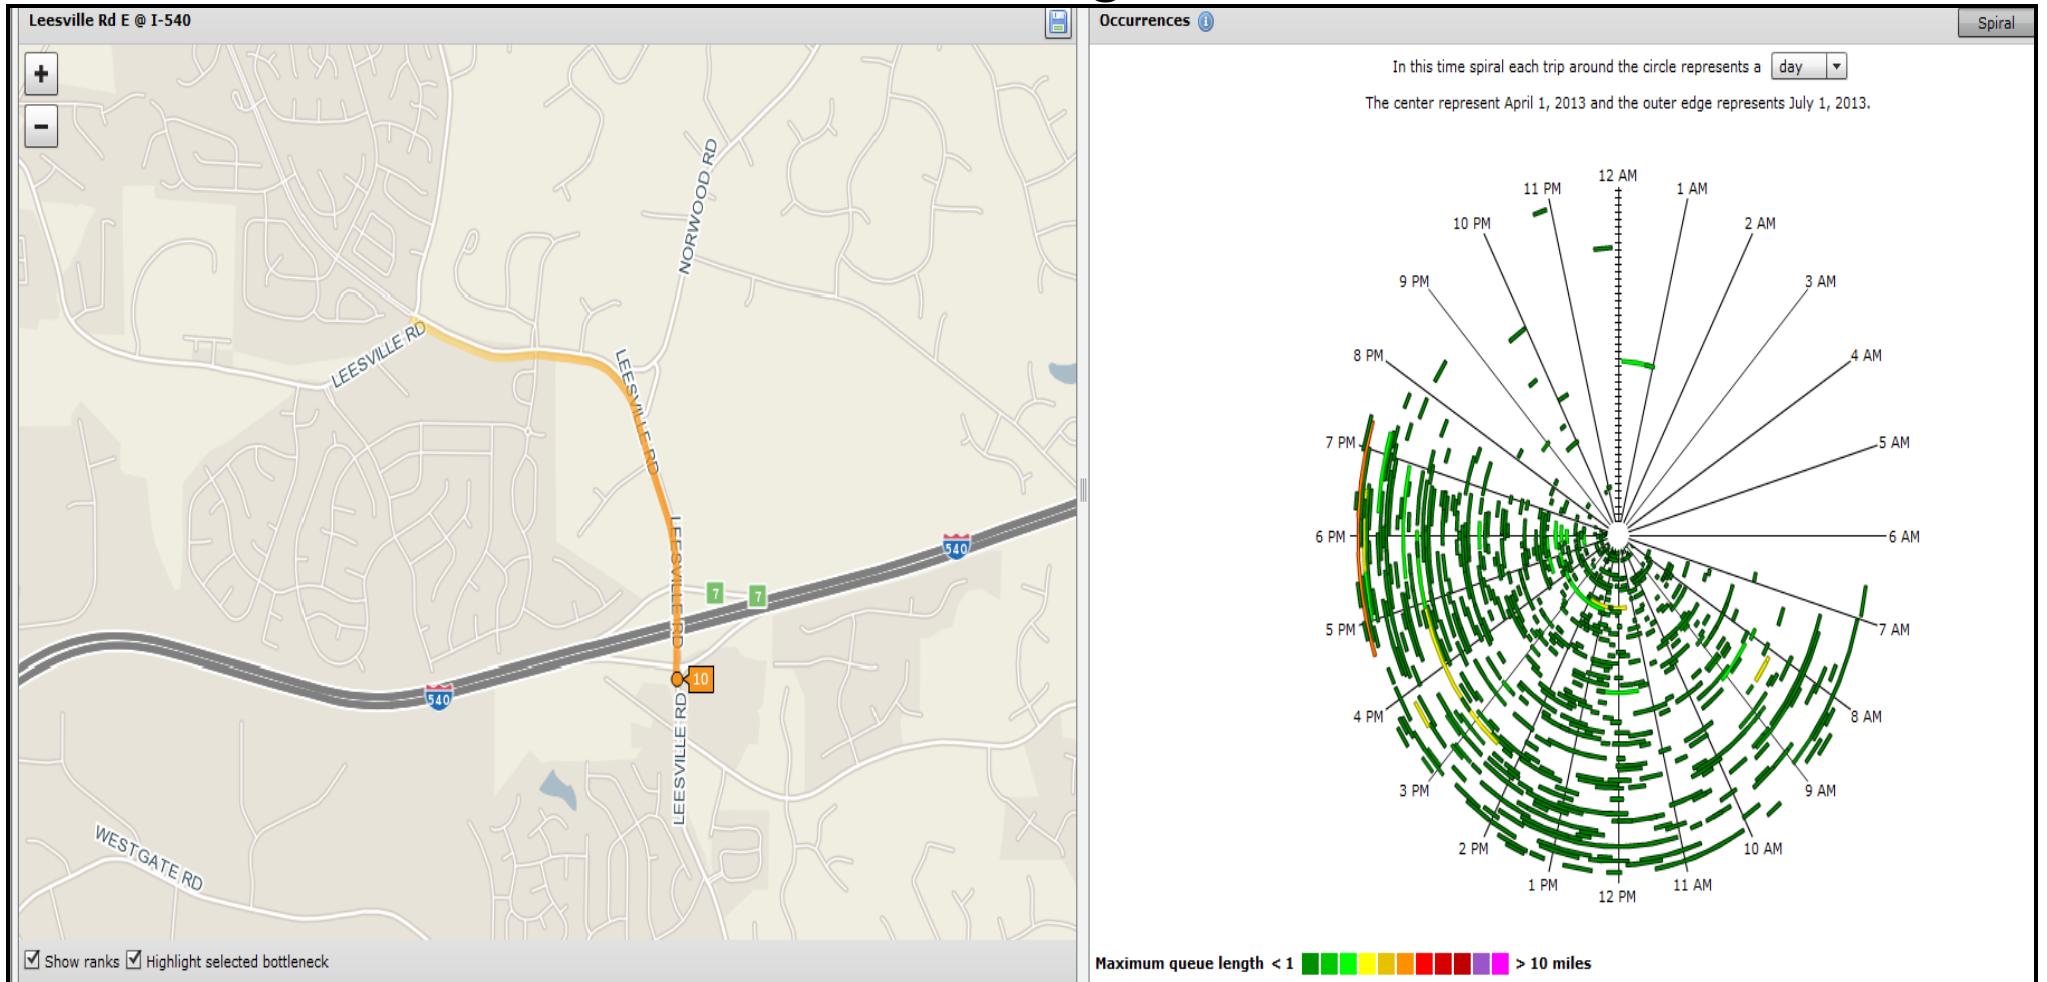 Leesville Rd E @ I-540
+
−
NORWOOD RD
LEESVILLE RD
LEESVILLE RD
LEESVILLE RD
7
7
540
540
10
LEESVILLE RD
WESTGATE RD
Show ranks
Highlight selected bottleneck
Occurrences i
Spiral
In this time spiral each trip around the circle represents a day
The center represent April 1, 2013 and the outer edge represents July 1, 2013.
12 AM
1 AM
2 AM
3 AM
4 AM
5 AM
6 AM
7 AM
8 AM
9 AM
10 AM
11 AM
12 PM
1 PM
2 PM
3 PM
4 PM
5 PM
6 PM
7 PM
8 PM
9 PM
10 PM
11 PM
Maximum queue length < 1 > 10 miles